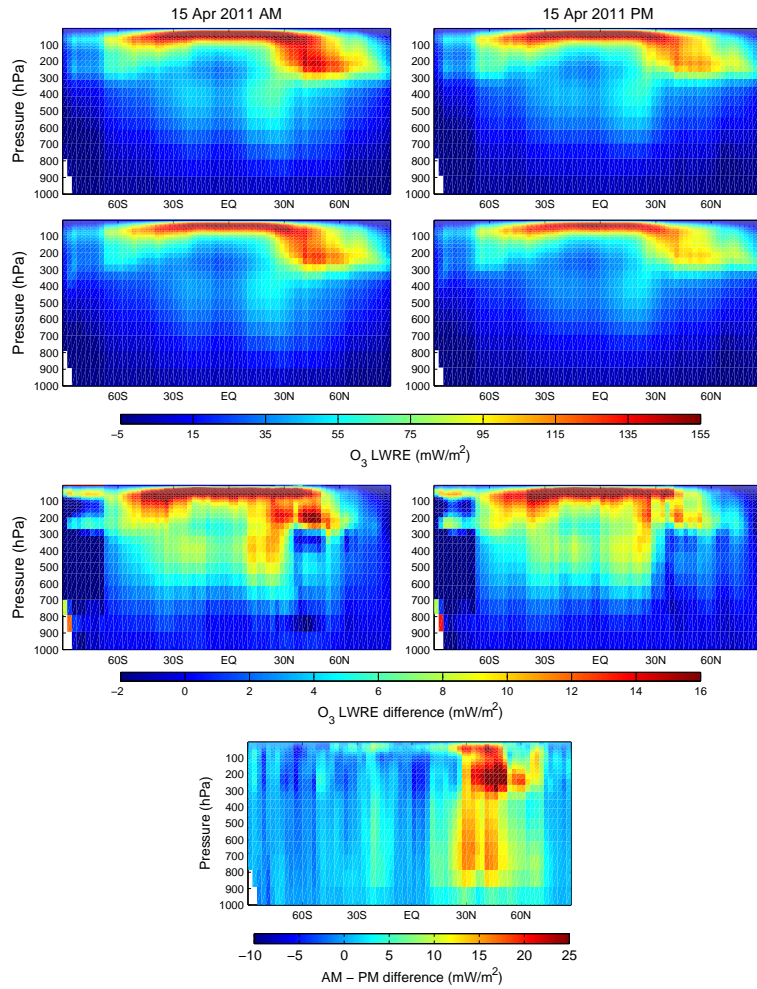 15 Apr 2011 AM 15 Apr 2011 PM
Pressure (hPa)
100 100
200 200
300 300
400 400
500 500
600 600
700 700
800 800
900 900
1000 1000
60S 30S EQ 30N 60N 60S 30S EQ 30N 60N
Pressure (hPa)
100 100
200 200
300 300
400 400
500 500
600 600
700 700
800 800
900 900
1000 1000
60S 30S EQ 30N 60N 60S 30S EQ 30N 60N
−5 15 35 55 75 95 115 135 155
O₃ LWRE (mW/m²)
Pressure (hPa)
100 100
200 200
300 300
400 400
500 500
600 600
700 700
800 800
900 900
1000 1000
60S 30S EQ 30N 60N 60S 30S EQ 30N 60N
−2 0 2 4 6 8 10 12 14 16
O₃ LWRE difference (mW/m²)
Pressure (hPa)
100
200
300
400
500
600
700
800
900
1000
60S 30S EQ 30N 60N
−10 −5 0 5 10 15 20 25
AM − PM difference (mW/m²)